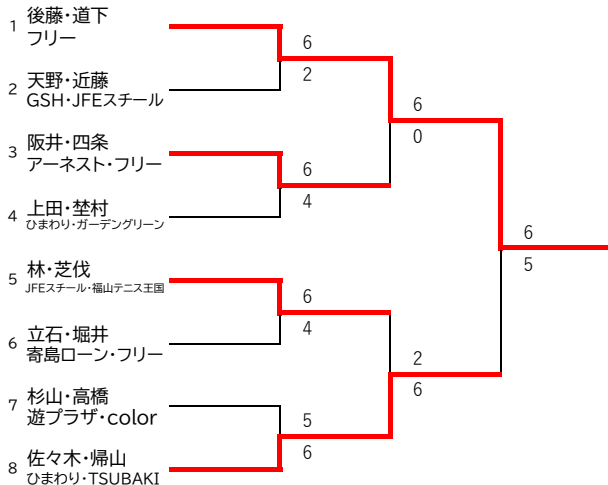 1 後藤・道下
フリー
6
2
2 天野・近藤
GSH・JFEスチール
6
0
3 阪井・四条
アーネスト・フリー
6
4
4 上田・埜村
ひまわり・ガーデングリーン
6
5
5 林・芝伐
JFEスチール・福山テニス王国
6
4
6 立石・堀井
寄島ローン・フリー
2
6
7 杉山・高橋
遊プラザ・color
5
6
8 佐々木・帰山
ひまわり・TSUBAKI